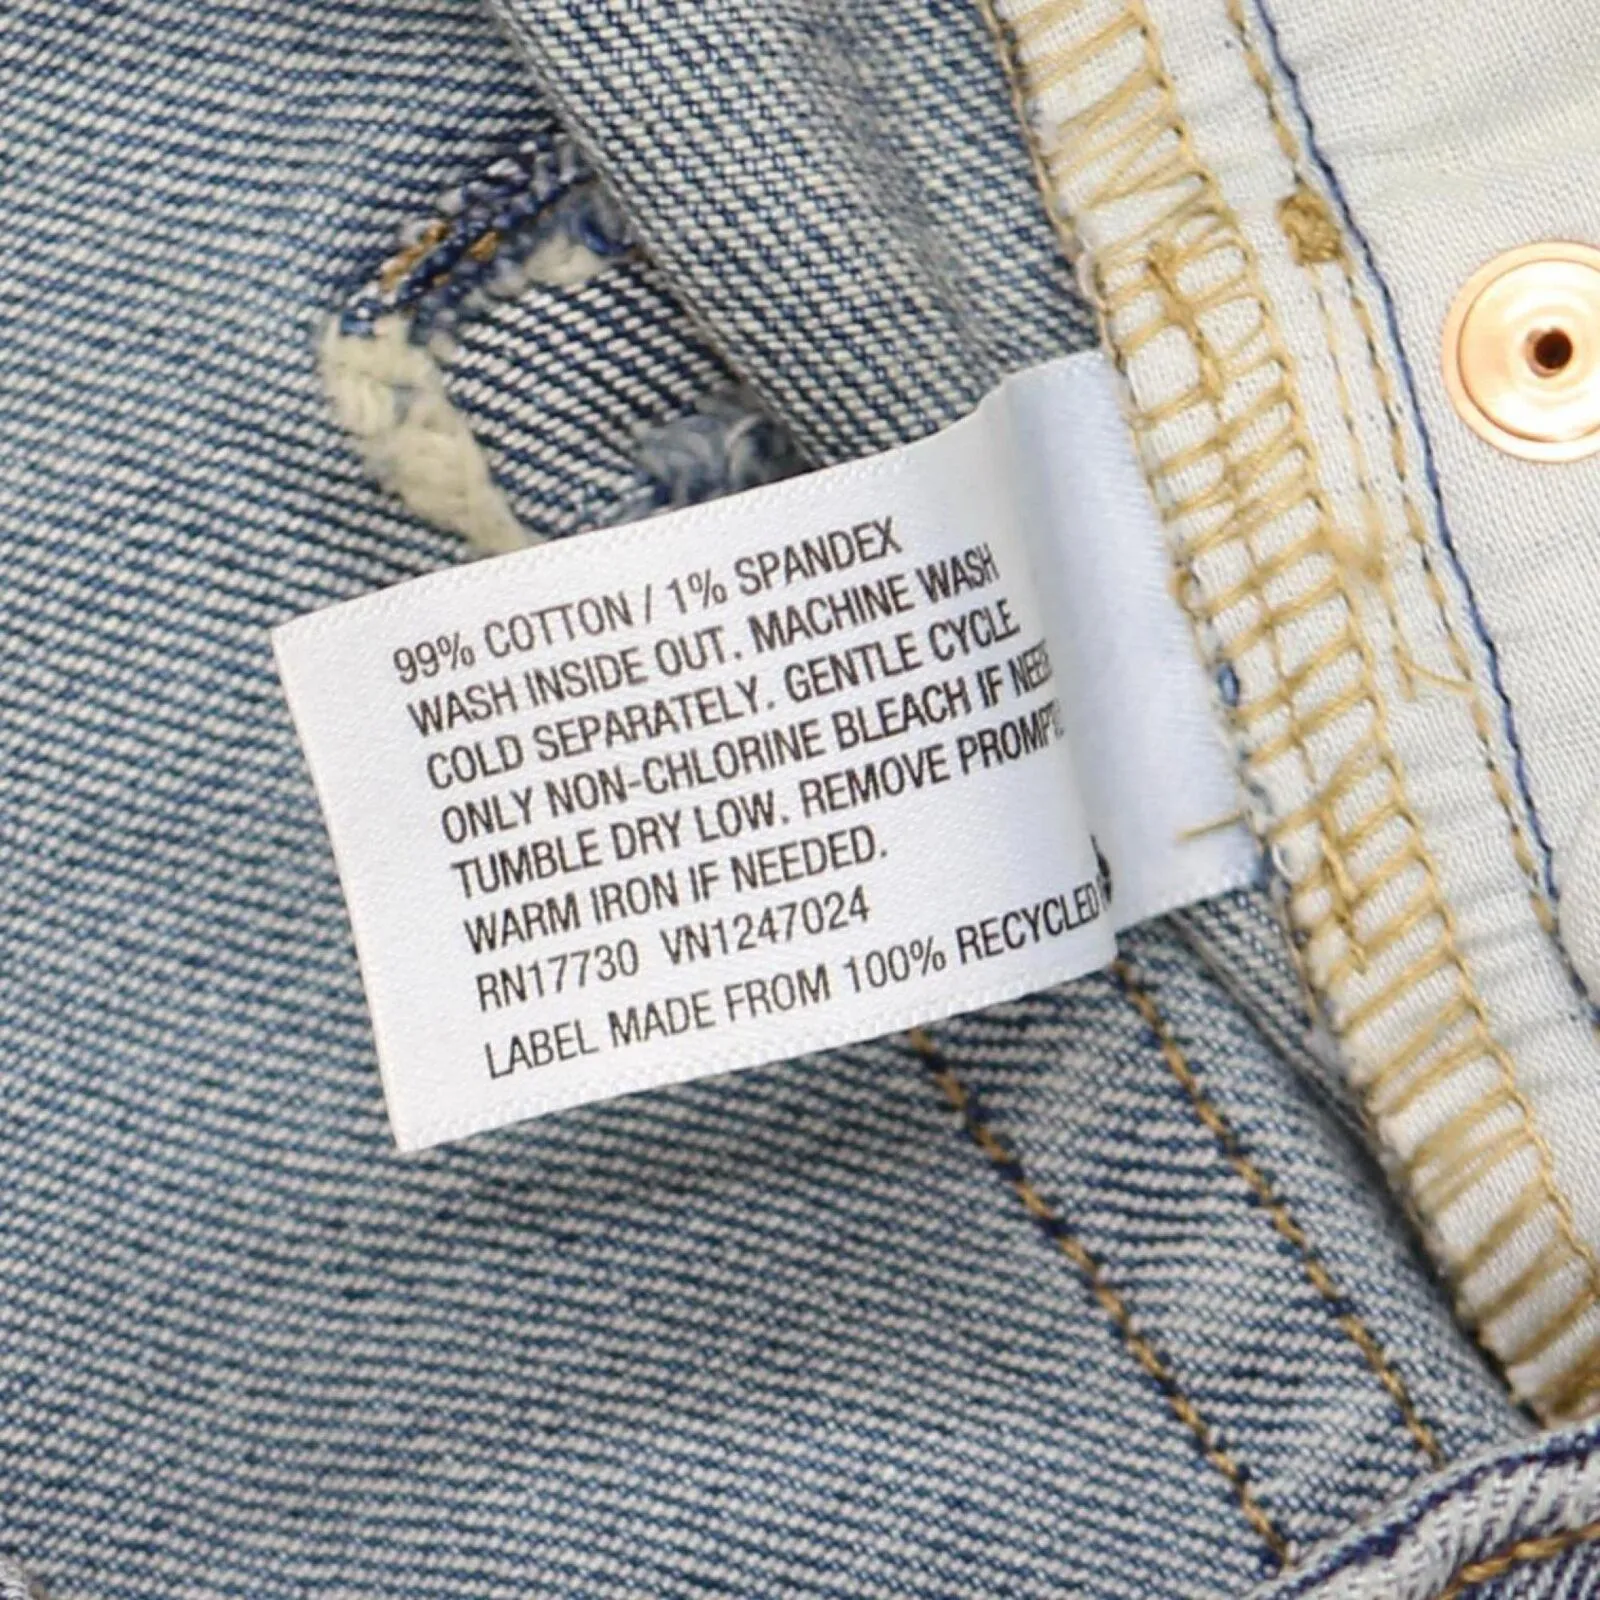 99% COTTON / 1% SPANDEX
WASH INSIDE OUT. MACHINE WASH
COLD SEPARATELY. GENTLE CYCLE
ONLY NON-CHLORINE BLEACH IF
TUMBLE DRY LOW. REMOVE
WARM IRON IF NEEDED.
RN17730 VN1247024
LABEL MADE FROM 100% RECYCLED